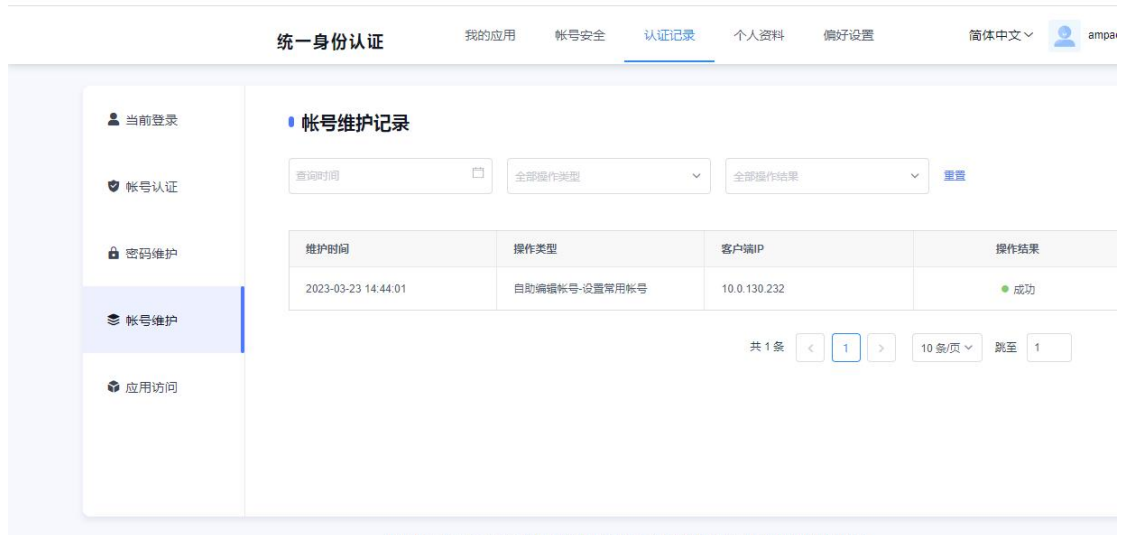 统一身份认证 我的应用 帐号安全 认证记录 个人资料 偏好设置 简体中文 ampac
当前登录
帐号认证
密码维护
帐号维护
应用访问
帐号维护记录
查询时间 全部操作类型 全部操作结果 重置
维护时间 操作类型 客户端IP 操作结果
2023-03-23 14:44:01 自助编辑帐号-设置常用帐号 10.0.130.232 成功
共 1 条 < 1 > 10 条/页 跳至 1